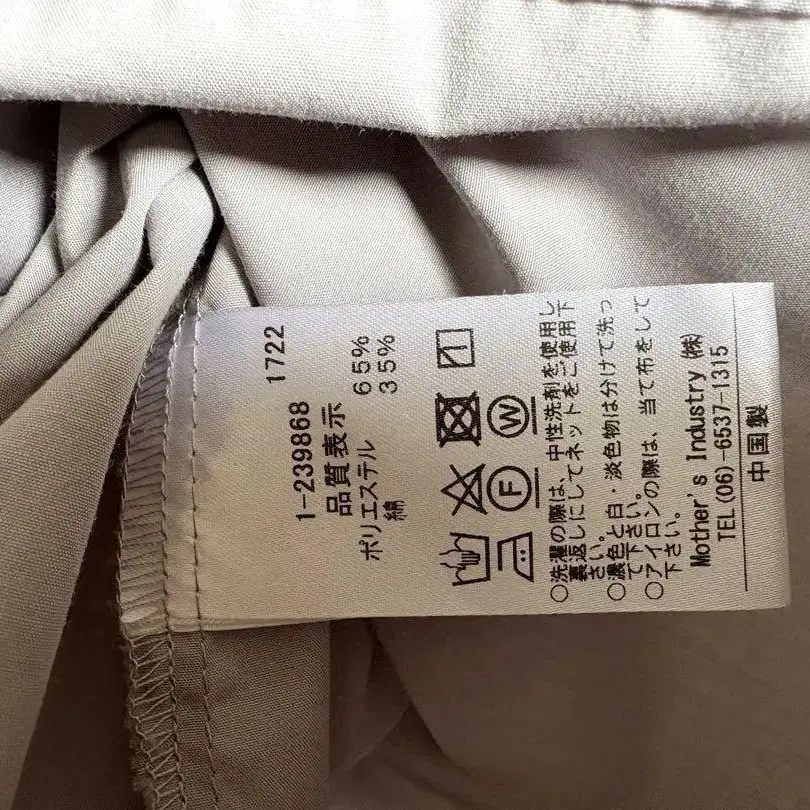 1722
1-239868
品質表示
ポリエステル 65%
綿 35%
W
F
○洗濯の際は、中性洗剤を使用し
裏返しにしてネットをご使用下
さい。
○濃色と白・淡色物は分けて洗っ
て下さい。
○アイロンの際は、当て布をして
下さい。
Mother's Industry(株)
TEL(06)-6537-1315
中国製